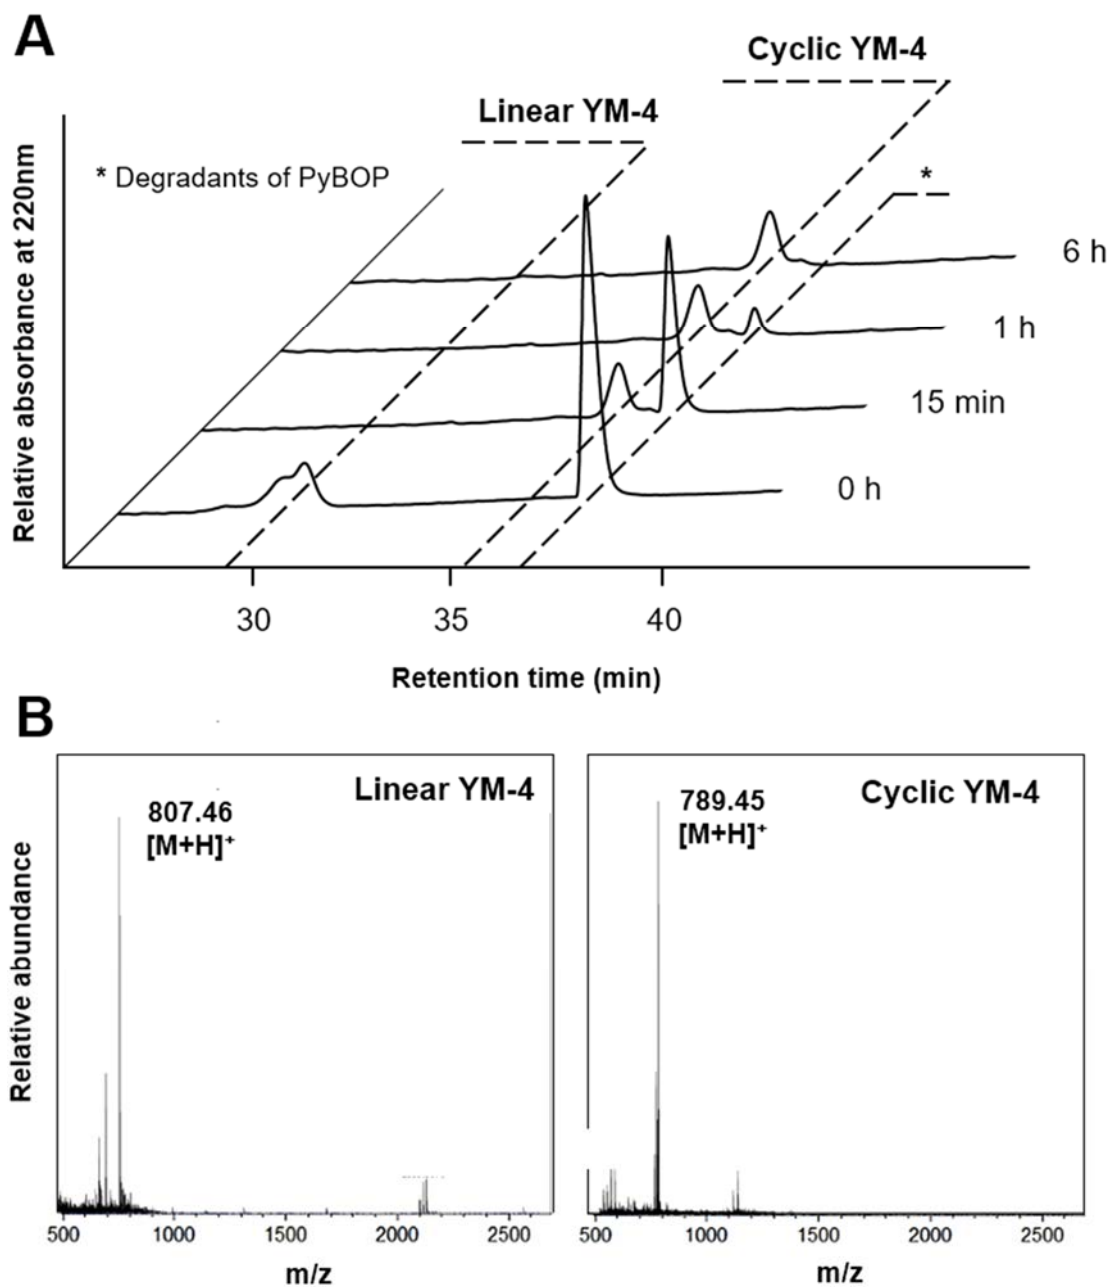 A
Cyclic YM-4
Linear YM-4
* Degradants of PyBOP
*
6 h
1 h
15 min
0 h
Relative absorbance at 220nm
30 35 40
Retention time (min)
B
807.46
[M+H]+
Linear YM-4
789.45
[M+H]+
Cyclic YM-4
Relative abundance
500 1000 1500 2000 2500
500 1000 1500 2000 2500
m/z
m/z